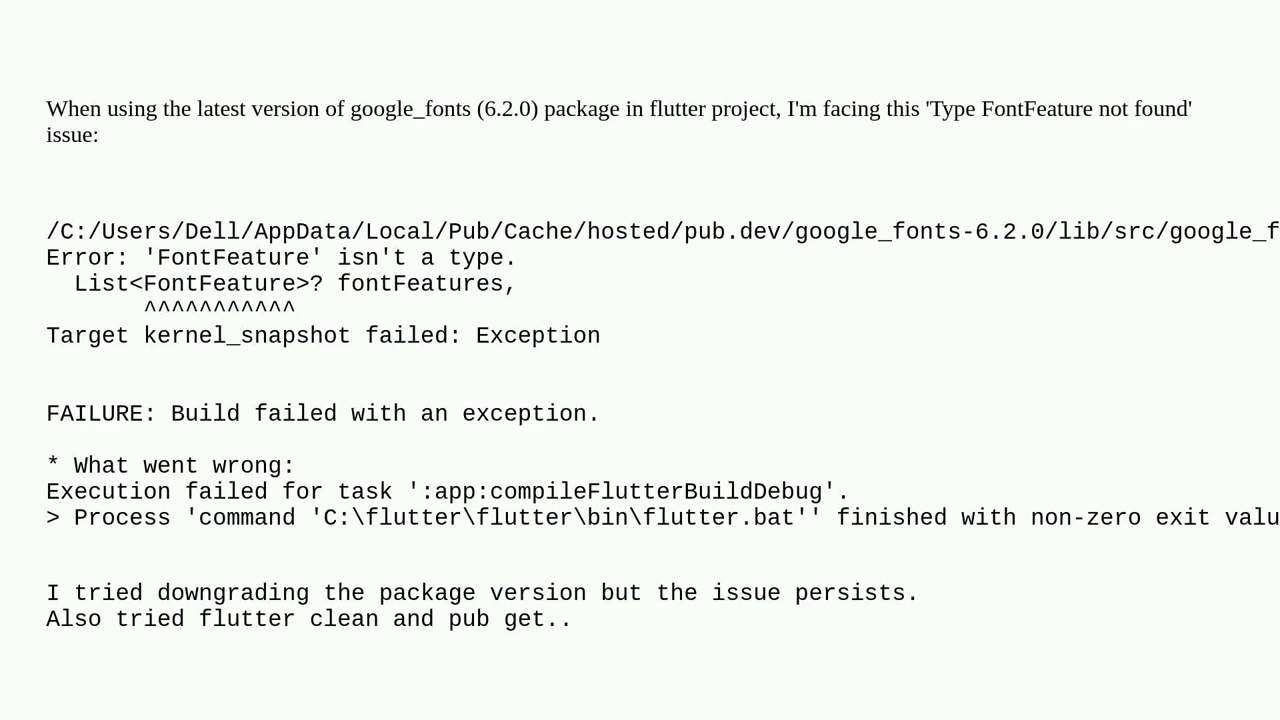 When using the latest version of google_fonts (6.2.0) package in flutter project, I'm facing this 'Type FontFeature not found'
issue:
/C:/Users/Dell/AppData/Local/Pub/Cache/hosted/pub.dev/google_fonts-6.2.0/lib/src/google_f
Error: 'FontFeature' isn't a type.
  List<FontFeature>? fontFeatures,
       ^^^^^^^^^^^
Target kernel_snapshot failed: Exception
FAILURE: Build failed with an exception.
* What went wrong:
Execution failed for task ':app:compileFlutterBuildDebug'.
> Process 'command 'C:\flutter\flutter\bin\flutter.bat'' finished with non-zero exit valu
I tried downgrading the package version but the issue persists.
Also tried flutter clean and pub get..